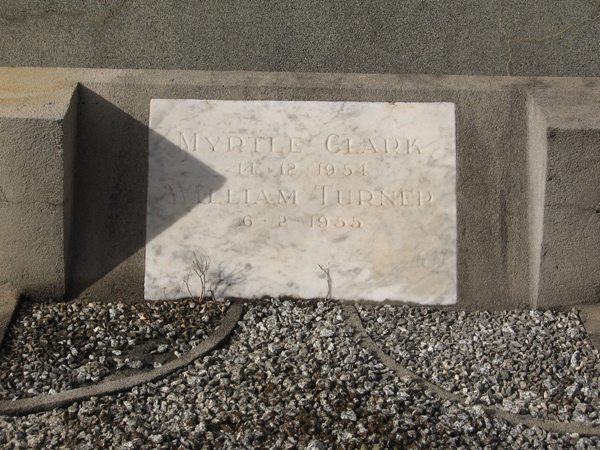 MYRTLE CLARK
14·12·1954
WILLIAM TURNER
6·2·1955